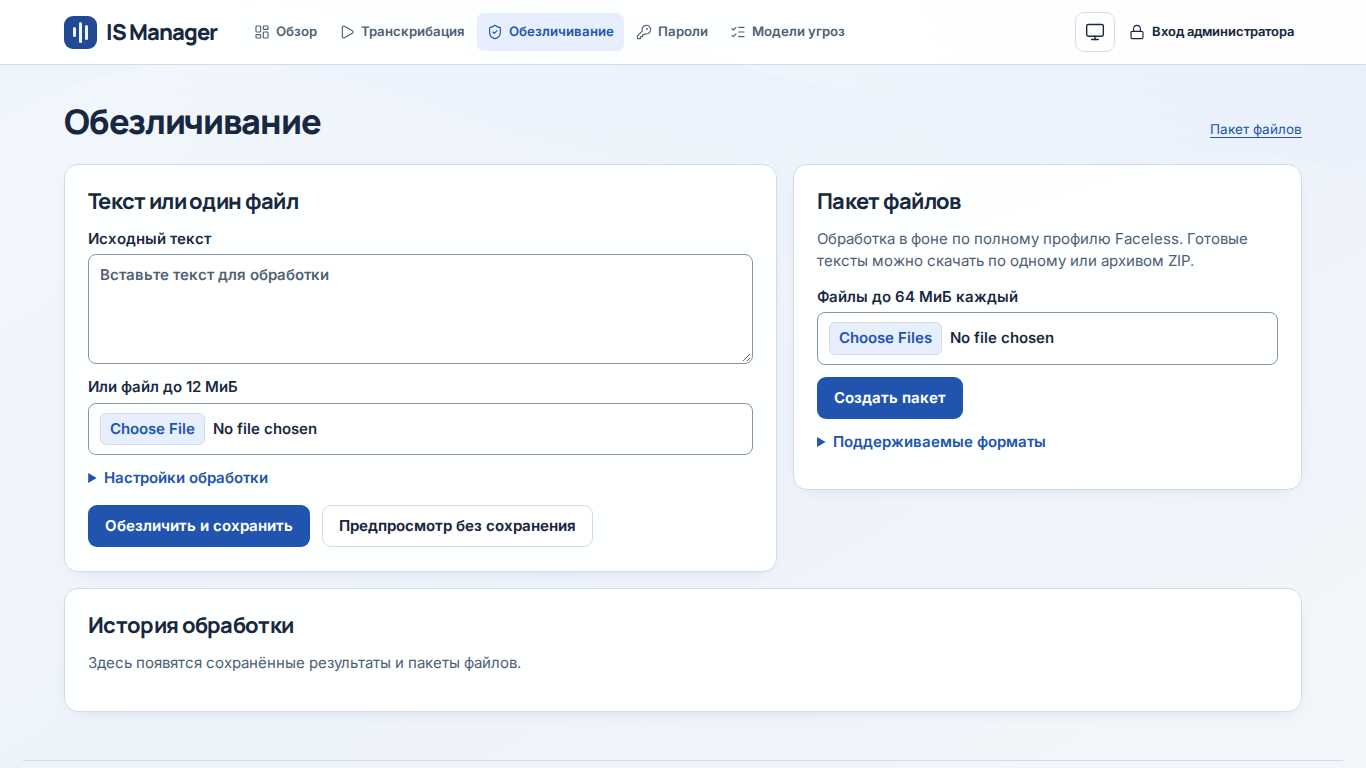 IS Manager
Обзор
Транскрибация
Обезличивание
Пароли
Модели угроз
Вход администратора
Обезличивание
Пакет файлов
Текст или один файл
Исходный текст
Вставьте текст для обработки
Или файл до 12 МиБ
Choose File No file chosen
Настройки обработки
Обезличить и сохранить
Предпросмотр без сохранения
Пакет файлов
Обработка в фоне по полному профилю Faceless. Готовые
тексты можно скачать по одному или архивом ZIP.
Файлы до 64 МиБ каждый
Choose Files No file chosen
Создать пакет
Поддерживаемые форматы
История обработки
Здесь появятся сохранённые результаты и пакеты файлов.